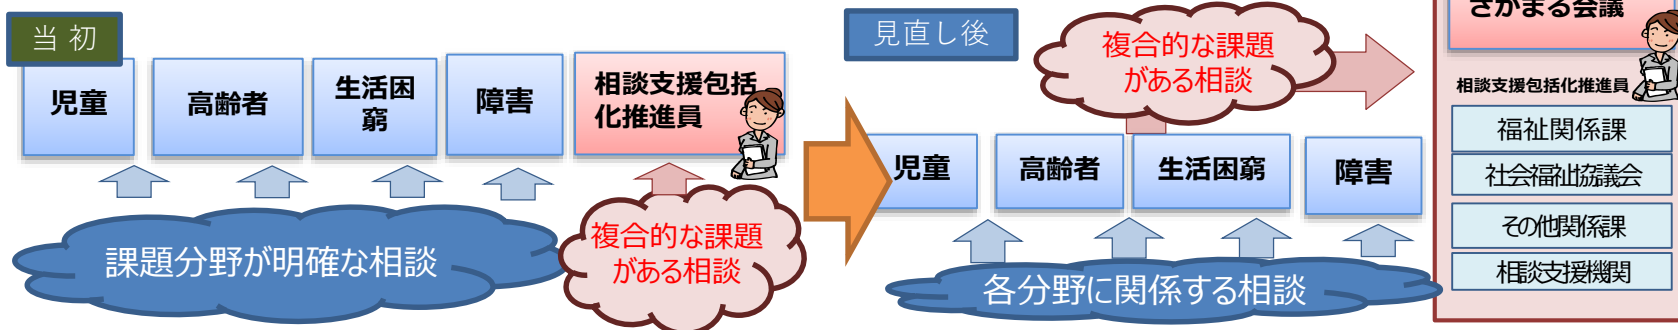 当 初
児童
高齢者
生活困
窮
障害
相談支援包括
化推進員
課題分野が明確な相談
複合的な課題
がある相談
見直し後
複合的な課題
がある相談
児童
高齢者
生活困窮
障害
各分野に関係する相談
さかまる会議
相談支援包括化推進員
福祉関係課
社会福祉協議会
その他関係課
相談支援機関